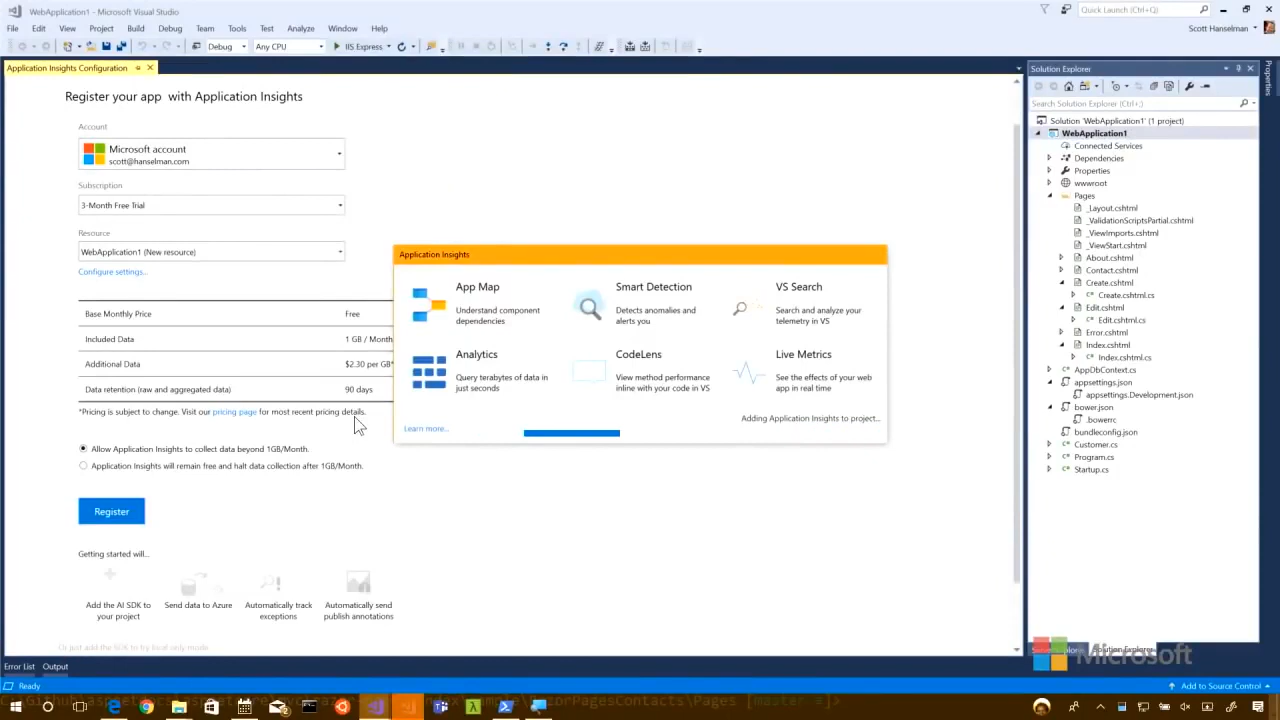 WebApplication1 - Microsoft Visual Studio
Quick Launch (Ctrl+Q)
File Edit View Project Build Debug Team Tools Test Analyze Window Help
Scott Hanselman
Debug Any CPU IIS Express
Application Insights Configuration
Register your app with Application Insights
Account
Microsoft account
scott@hanselman.com
Subscription
3-Month Free Trial
Resource
WebApplication1 (New resource)
Configure settings...
Base Monthly Price Free
Included Data 1 GB / Month
Additional Data $2.30 per GB
Data retention (raw and aggregated data) 90 days
*Pricing is subject to change. Visit our pricing page for most recent pricing details.
Allow Application Insights to collect data beyond 1GB/Month.
Application Insights will remain free and halt data collection after 1GB/Month.
Register
Getting started will...
Add the AI SDK to
your project
Send data to Azure
Automatically track
exceptions
Automatically send
publish annotations
Or just add the SDK to try local only mode
Application Insights
App Map
Understand component
dependencies
Smart Detection
Detects anomalies and
alerts you
VS Search
Search and analyze your
telemetry in VS
Analytics
Query terabytes of data in
just seconds
CodeLens
View method performance
inline with your code in VS
Live Metrics
See the effects of your web
app in real time
Adding Application Insights to project...
Learn more...
Solution Explorer
Search Solution Explorer (Ctrl+;)
Solution 'WebApplication1' (1 project)
WebApplication1
Connected Services
Dependencies
Properties
wwwroot
Pages
_Layout.cshtml
_ValidationScriptsPartial.cshtml
_ViewImports.cshtml
_ViewStart.cshtml
About.cshtml
Contact.cshtml
Create.cshtml
Create.cshtml.cs
Edit.cshtml
Edit.cshtml.cs
Error.cshtml
Index.cshtml
Index.cshtml.cs
AppDbContext.cs
appsettings.json
appsettings.Development.json
bower.json
.bowerrc
bundleconfig.json
Customer.cs
Program.cs
Startup.cs
Properties
Solution Explorer
Microsoft
Error List Output
Ready
Add to Source Control